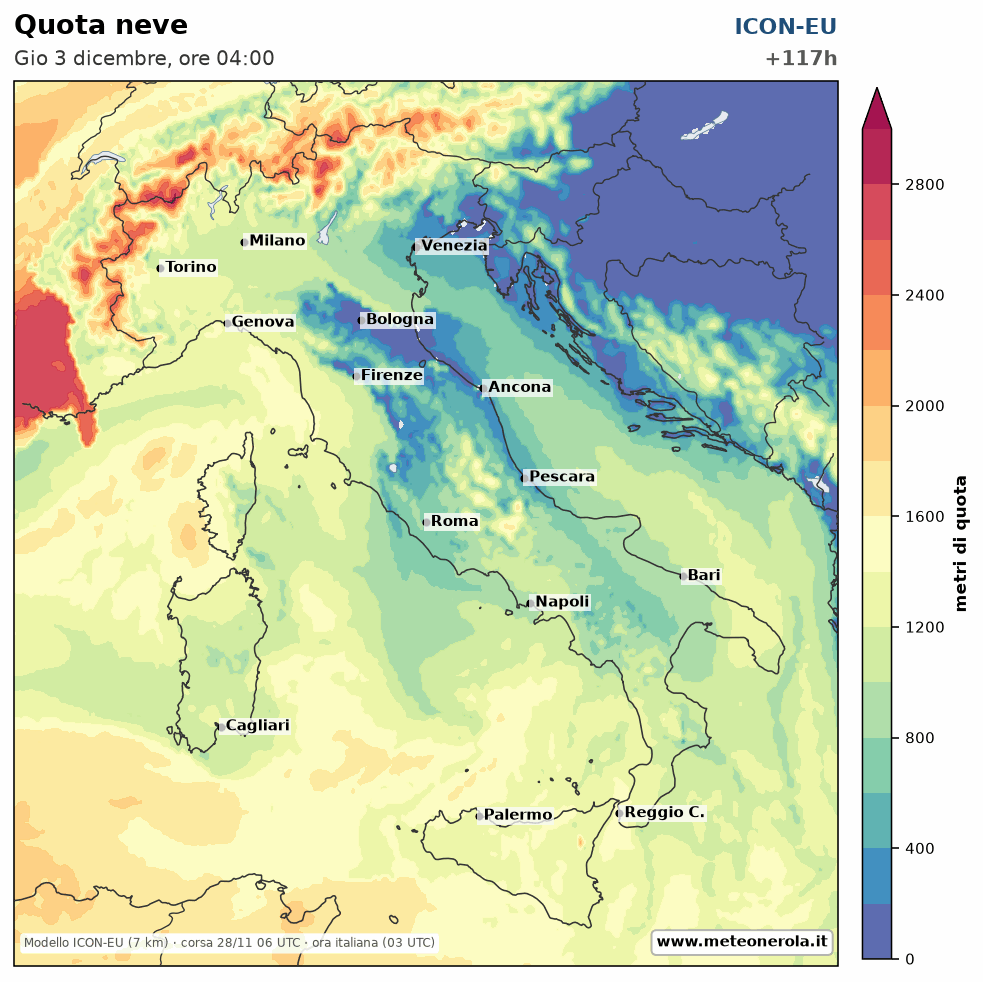 Quota neve
ICON-EU
Gio 3 dicembre, ore 04:00
+117h
Milano
Venezia
Torino
Genova
Bologna
Firenze
Ancona
Pescara
Roma
Bari
Napoli
Cagliari
Palermo
Reggio C.
2800
2400
2000
1600
1200
800
400
0
metri di quota
Modello ICON-EU (7 km) · corsa 28/11 06 UTC · ora italiana (03 UTC)
www.meteonerola.it